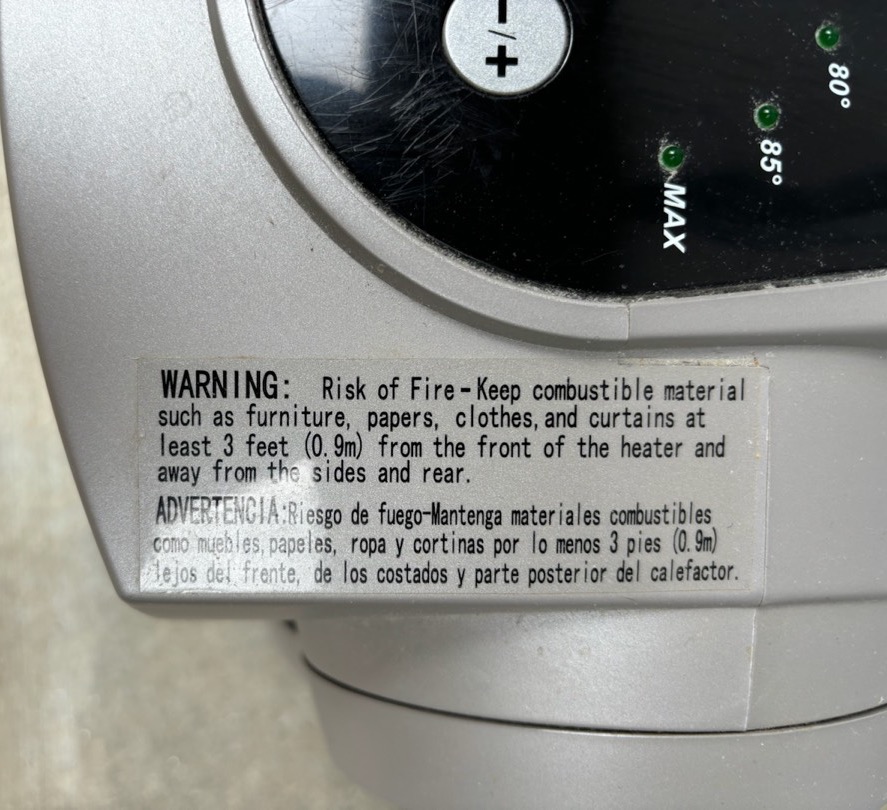 -/+
80°
85°
MAX
WARNING: Risk of Fire-Keep combustible material
such as furniture, papers, clothes, and curtains at
least 3 feet (0.9m) from the front of the heater and
away from the sides and rear.
ADVERTENCIA:Riesgo de fuego-Mantenga materiales combustibles
como muebles, papeles, ropa y cortinas por lo menos 3 pies (0.9m)
lejos del frente, de los costados y parte posterior del calefactor.